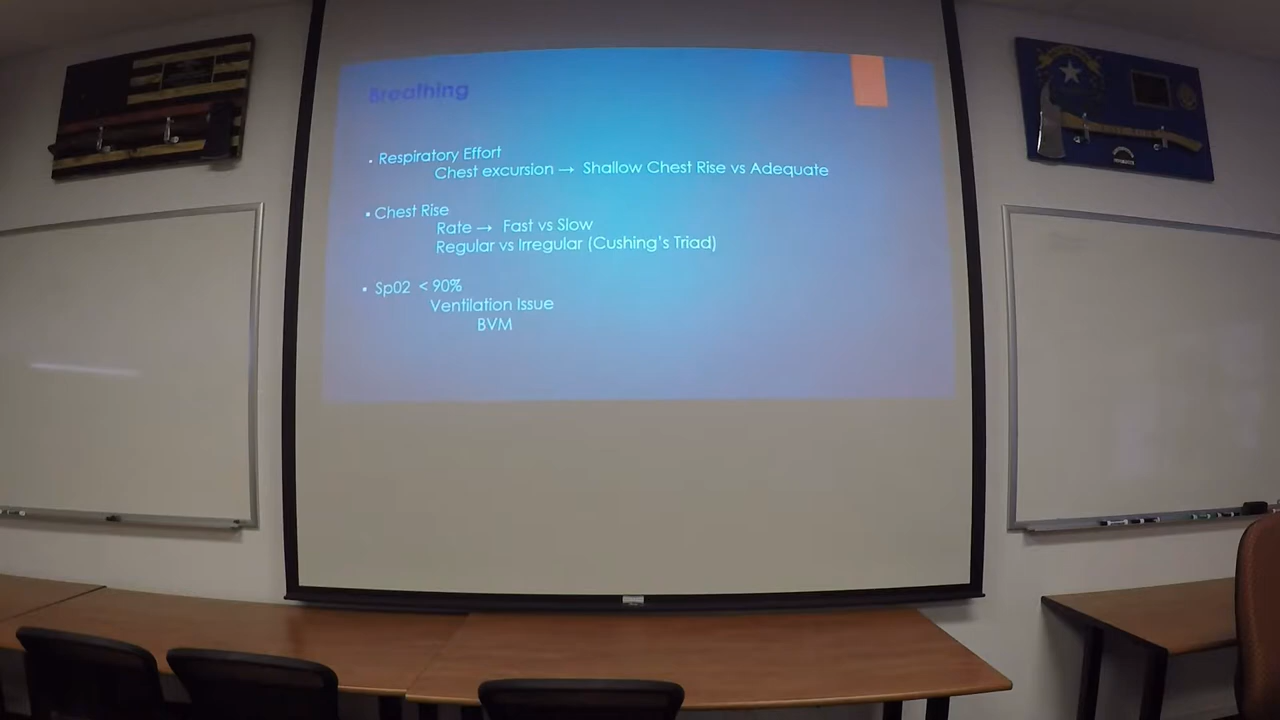 Breathing
• Respiratory Effort
Chest excursion → Shallow Chest Rise vs Adequate
• Chest Rise
Rate → Fast vs Slow
Regular vs Irregular (Cushing's Triad)
• Sp02 < 90%
Ventilation Issue
BVM